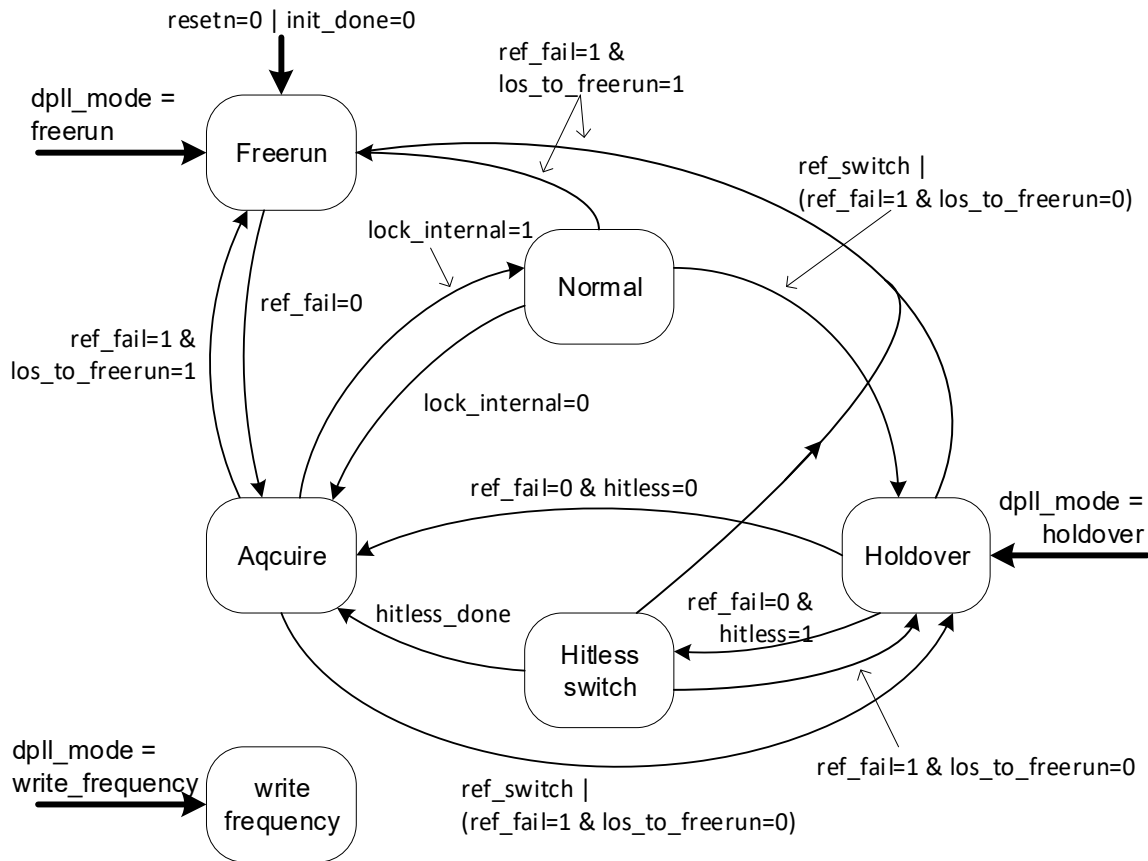 resetn=0 | init_done=0
ref_fail=1 &
los_to_freerun=1
dpll_mode =
freerun
Freerun
ref_switch |
(ref_fail=1 & los_to_freerun=0)
lock_internal=1
Normal
ref_fail=0
ref_fail=1 &
los_to_freerun=1
lock_internal=0
ref_fail=0 & hitless=0
dpll_mode =
holdover
Aqcuire
Holdover
hitless_done
ref_fail=0 &
hitless=1
Hitless
switch
dpll_mode =
write_frequency
write
frequency
ref_fail=1 & los_to_freerun=0
ref_switch |
(ref_fail=1 & los_to_freerun=0)